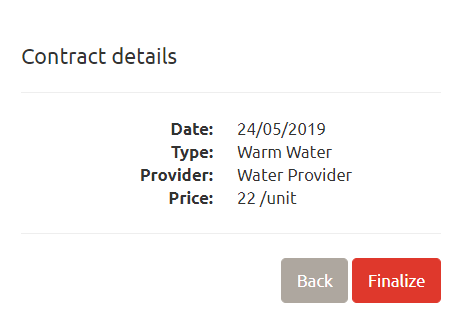 Contract details
Date: 24/05/2019
Type: Warm Water
Provider: Water Provider
Price: 22 /unit
Back Finalize